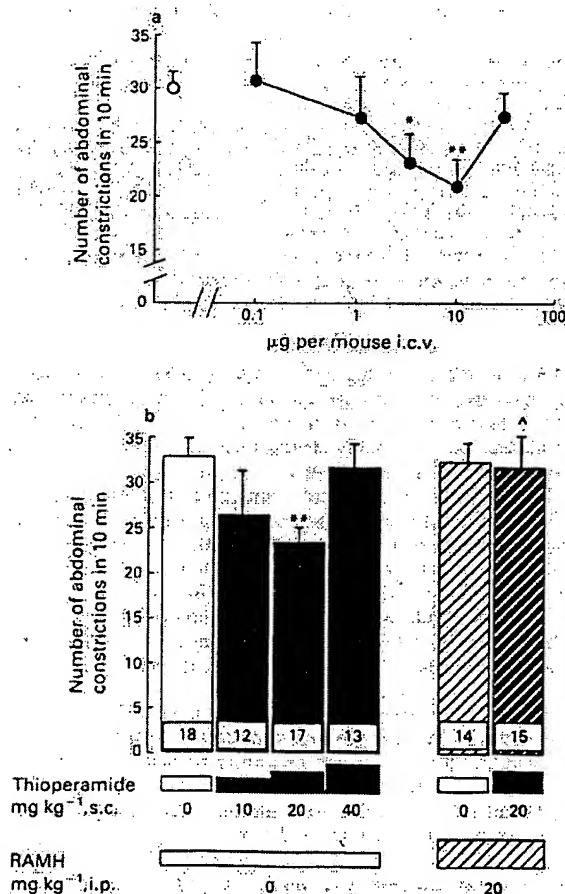 a
35
30
25
20
15
0
Number of abdominal
constrictions in 10 min
0.1 1 10 100
* **
µg per mouse i.c.v.
b
35
30
25
20
15
10
5
0
Number of abdominal
constrictions in 10 min
** ^
18 12 17 13 14 15
Thioperamide
mg kg⁻¹, s.c. 0 10 20 40 0 20
RAMH
mg kg⁻¹, i.p. 0 20